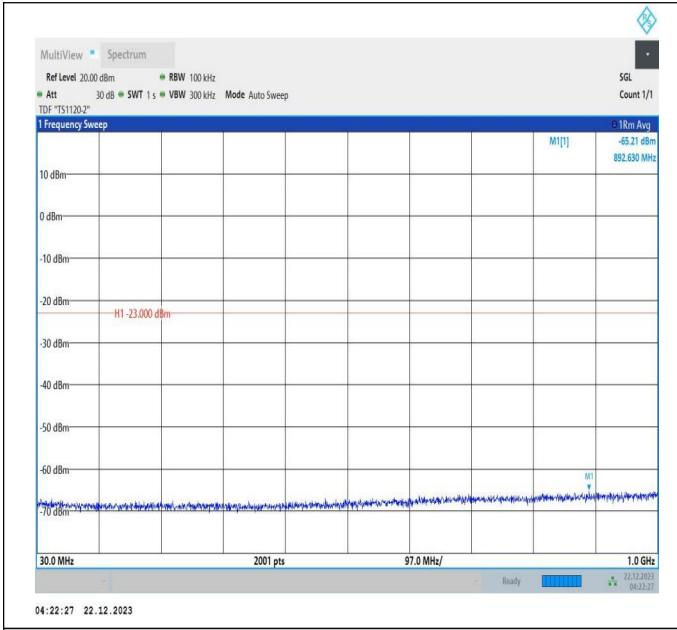 R S
MultiView Spectrum
Ref Level 20.00 dBm RBW 100 kHz SGL
Att 30 dB SWT 1 s VBW 300 kHz Mode Auto Sweep Count 1/1
TDF "TS1120-2"
1 Frequency Sweep 1Rm Avg
M1[1] -65.21 dBm
892.630 MHz
10 dBm
0 dBm
-10 dBm
-20 dBm
H1 -23.000 dBm
-30 dBm
-40 dBm
-50 dBm
-60 dBm
M1
-70 dBm
30.0 MHz 2001 pts 97.0 MHz/ 1.0 GHz
Ready 22.12.2023
04:22:27
04:22:27 22.12.2023